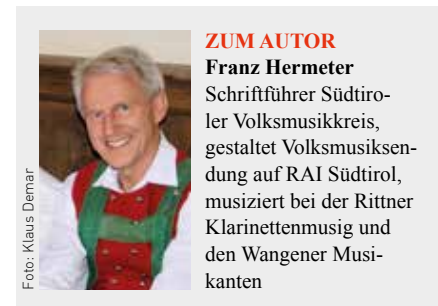 ZUM AUTOR
Franz Hermeter
Schriftführer Südtiro-
ler Volksmusikkreis,
gestaltet Volksmusiksen-
dung auf RAI Südtirol,
musiziert bei der Rittner
Klarinettenmusig und
den Wangener Musi-
kanten
Foto: Klaus Demar